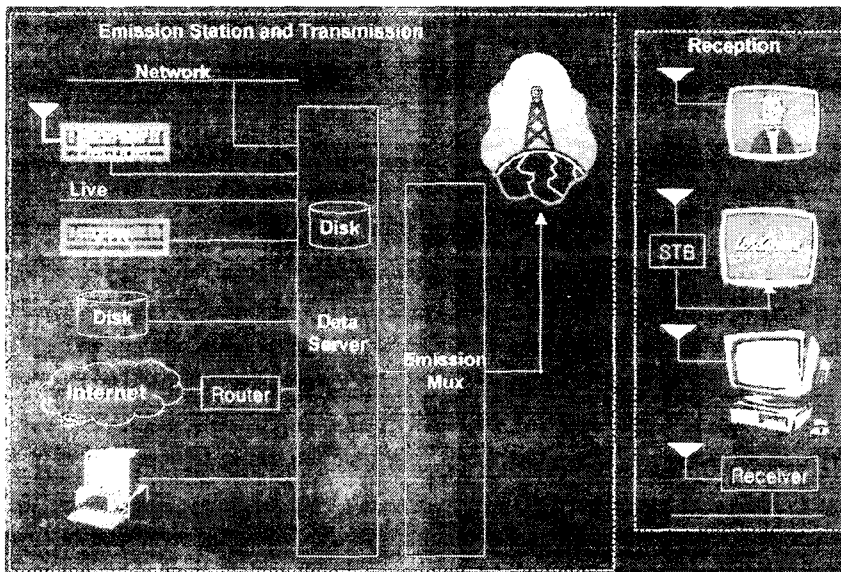 Emission Station and Transmission
Network
Live
Disk
Internet
Router
Disk
Data
Server
Emission
Mux
Reception
STB
Receiver